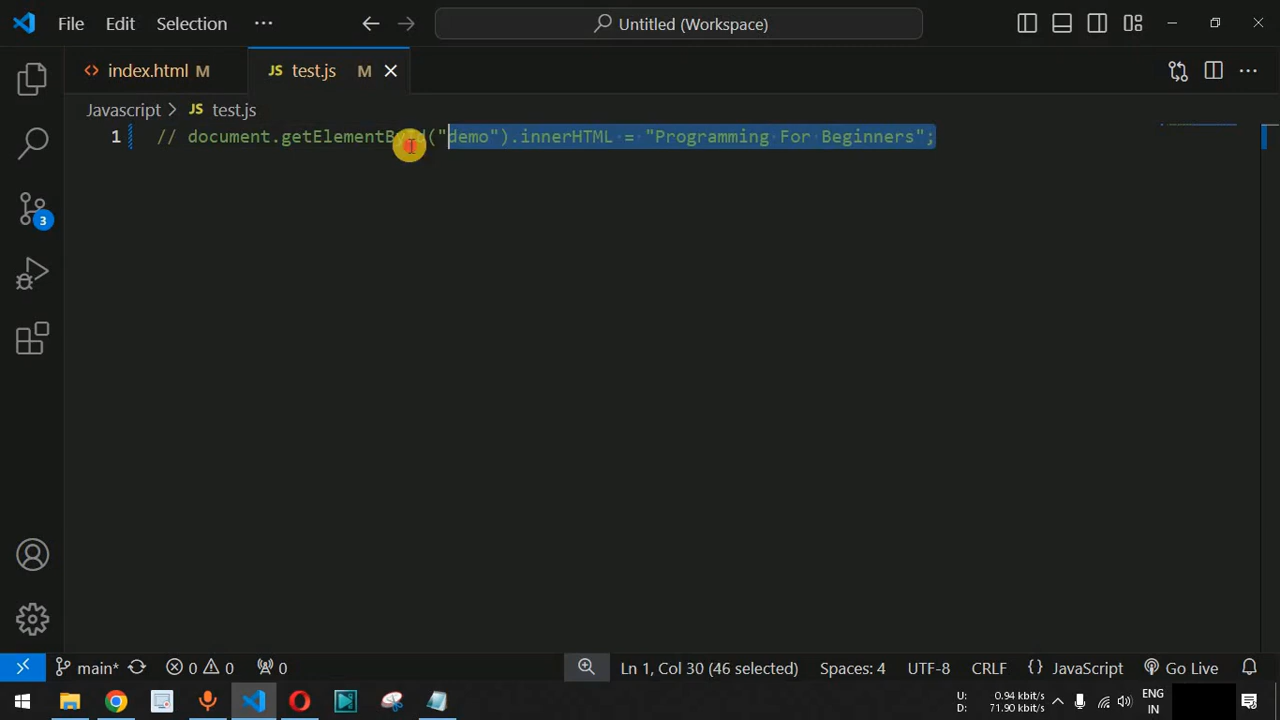 File Edit Selection ··· Untitled (Workspace)
index.html M JS test.js M
Javascript > JS test.js
1 // document.getElementById("demo").innerHTML = "Programming For Beginners";
3
main* 0 0 0 Ln 1, Col 30 (46 selected) Spaces: 4 UTF-8 CRLF {} JavaScript Go Live
U: 0.94 kbit/s ENG
D: 71.90 kbit/s IN